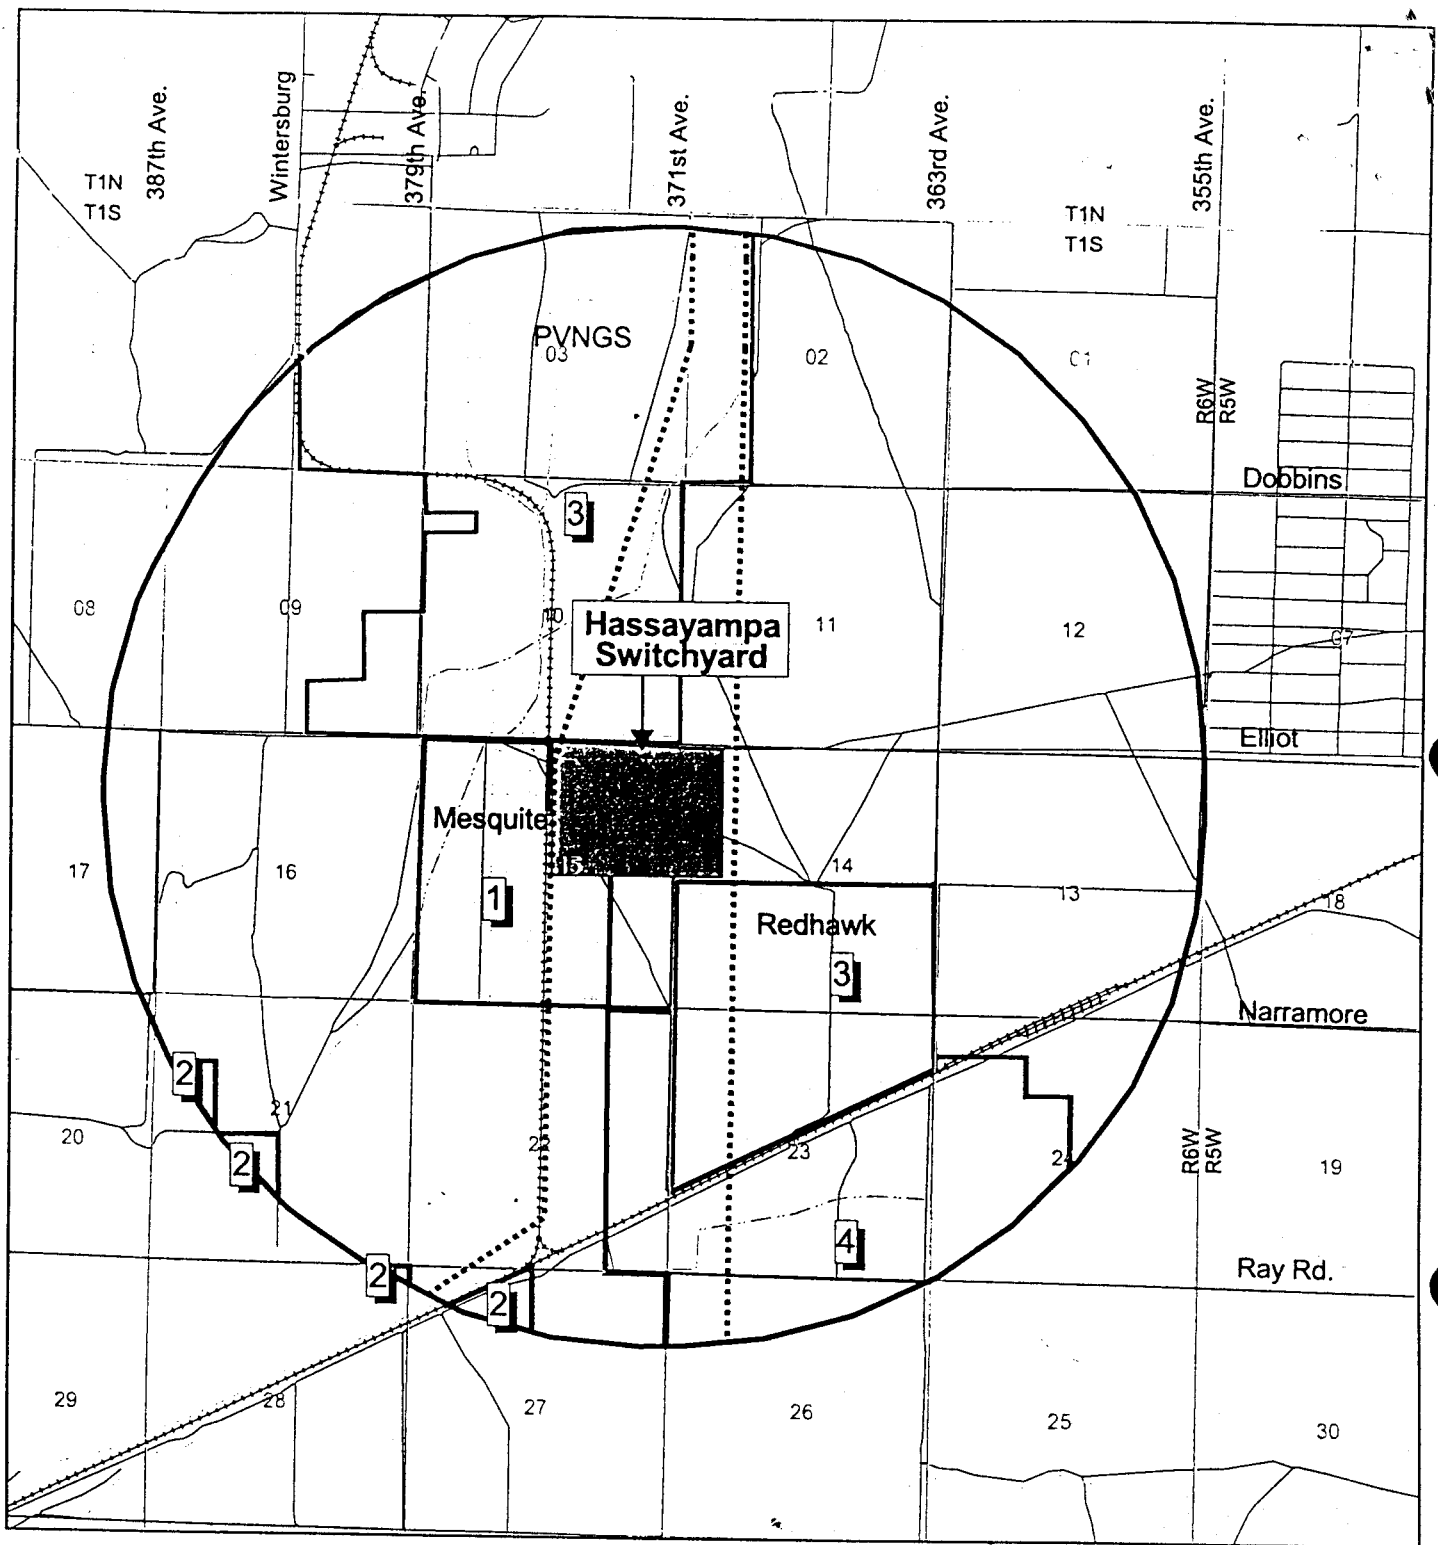 387th Ave.
Wintersburg
379th Ave.
371st Ave.
363rd Ave.
355th Ave.
T1N
T1S
T1N
T1S
PVNGS
03
02
01
R6W
R5W
Dobbins
3
08
09
10
Hassayampa
Switchyard
11
12
07
Elliot
Mesquite
17
16
15
14
13
18
1
Redhawk
3
Narramore
2
21
20
2
22
23
24
R6W
R5W
19
4
Ray Rd.
2
2
29
28
27
26
25
30